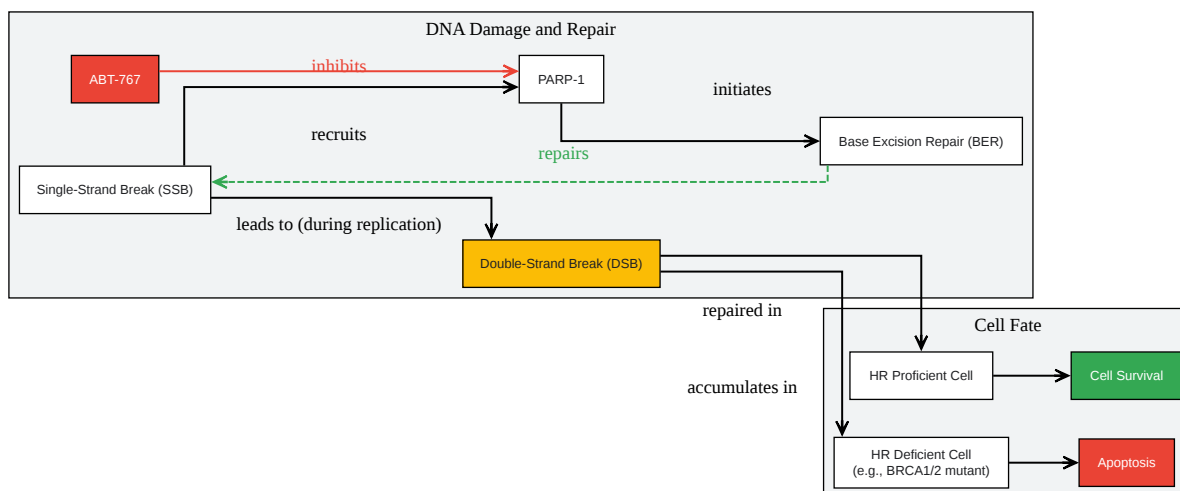 DNA Damage and Repair
ABT-767
inhibits
PARP-1
initiates
recruits
Base Excision Repair (BER)
repairs
Single-Strand Break (SSB)
leads to (during replication)
Double-Strand Break (DSB)
repaired in
Cell Fate
HR Proficient Cell
Cell Survival
accumulates in
HR Deficient Cell
(e.g., BRCA1/2 mutant)
Apoptosis